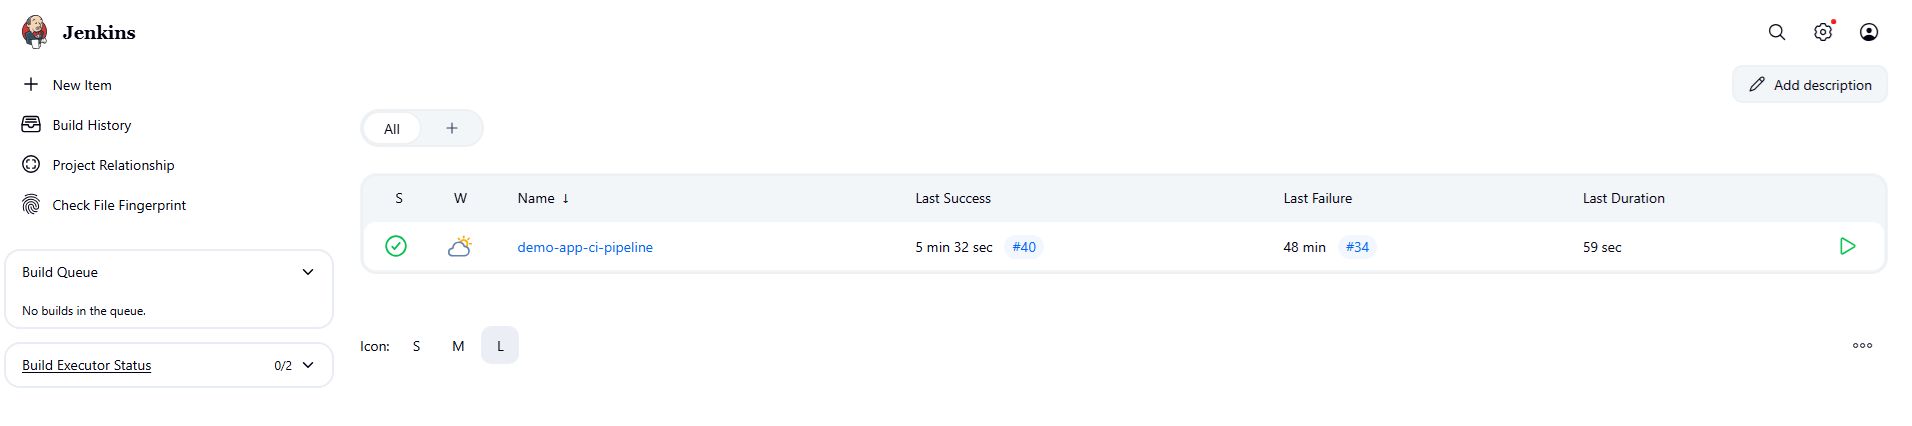 Jenkins
New Item
Build History
Project Relationship
Check File Fingerprint
Build Queue
No builds in the queue.
Build Executor Status 0/2
Add description
All +
S W Name ↓ Last Success Last Failure Last Duration
demo-app-ci-pipeline 5 min 32 sec #40 48 min #34 59 sec
Icon: S M L